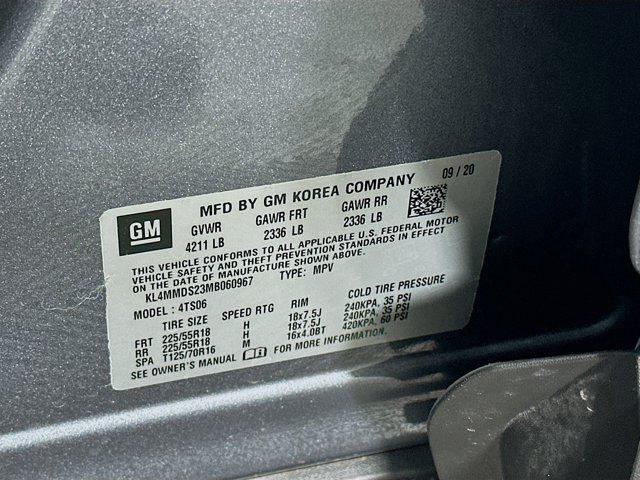 GM
MFD BY GM KOREA COMPANY 09 / 20
GVWR GAWR FRT GAWR RR
4211 LB 2336 LB 2336 LB
THIS VEHICLE CONFORMS TO ALL APPLICABLE U.S. FEDERAL MOTOR
VEHICLE SAFETY AND THEFT PREVENTION STANDARDS IN EFFECT
ON THE DATE OF MANUFACTURE SHOWN ABOVE.
KL4MMDS23MB060967 TYPE: MPV
MODEL : 4TS06
TIRE SIZE SPEED RTG RIM COLD TIRE PRESSURE
FRT 225/55R18 H 18x7.5J 240KPA, 35 PSI
RR 225/55R18 H 18x7.5J 240KPA, 35 PSI
SPA T125/70R16 M 16x4.0BT 420KPA, 60 PSI
SEE OWNER'S MANUAL FOR MORE INFORMATION.